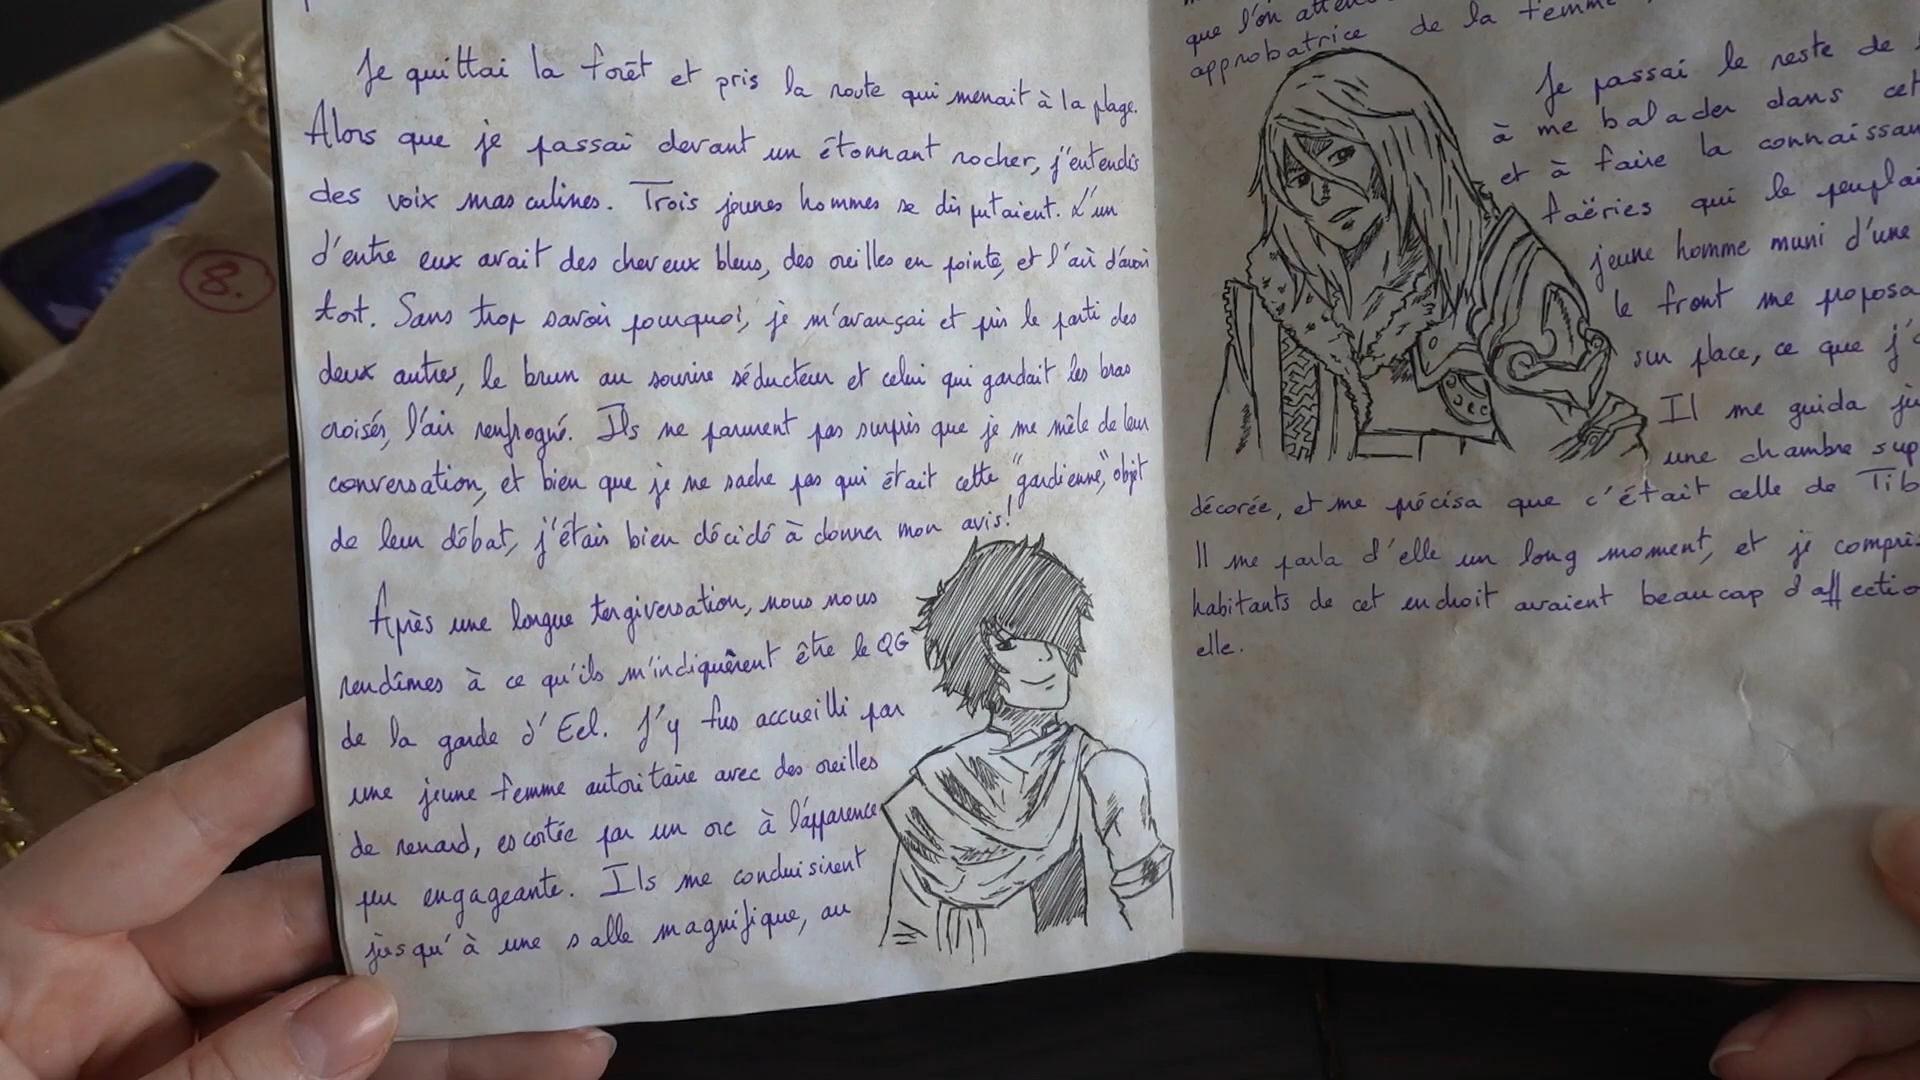 8.
Je quittai la forêt et pris la route qui menait à la plage.
Alors que je passai devant un étonnant rocher, j'entendis
des voix masculines. Trois jeunes hommes se disputaient. L'un
d'entre eux avait des cheveux bleus, des oreilles en pointe, et l'air d'avoir
tort. Sans trop savoir pourquoi, je m'avançai et pris le parti des
deux autres, le brun au sourire séducteur et celui qui gardait les bras
croisés, l'air renfrogné. Ils ne parurent pas surpris que je me mêle de leur
conversation, et bien que je ne sache pas qui était cette "gardienne", objet
de leur débat, j'étais bien décidé à donner mon avis!
Après une longue tergiversation, nous nous
rendîmes à ce qu'ils m'indiquèrent être le QG
de la garde d'Eel. J'y fus accueilli par
une jeune femme autoritaire avec des oreilles
de renard, escortée par un orc à l'apparence
peu engageante. Ils me conduisirent
jusqu'à une salle magnifique, au
que l'on
approbatrice de la femme
Je passai le reste de
à me balader dans
et à faire la
faëries qui le
jeune homme muni d'une
le front me proposa
sur place, ce que
Il me guida
une chambre
décorée, et me précisa que c'était celle de
Il me parla d'elle un long moment, et je
habitants de cet endroit avaient beaucoup
elle.